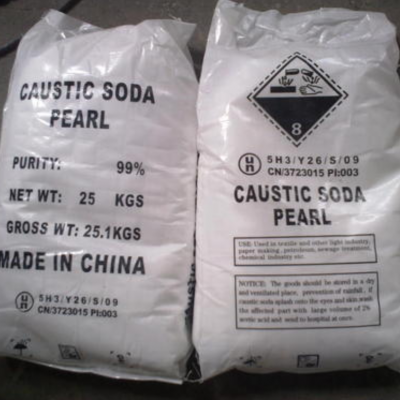 CAUSTIC SODA
PEARL
PURITY: 99%
NET WT: 25 KGS
GROSS WT: 25.1KGS
MADE IN CHINA
un
5H3/Y26/S/09
CN/3723015 PI:003
8
un
5H3/Y26/S/09
CN/3723015 PI:003
CAUSTIC SODA
PEARL
USE: Used in textile and other light industry,
paper making, petroleum, sewage treatment,
chemical industry etc.
NOTICE: The goods should be stored in a dry
and ventilated place, prevention of rainfall, if
caustic soda splash onto the eyes and skin, wash
the affected part with large volume of 2%
acetic acid and send to hospital at once.